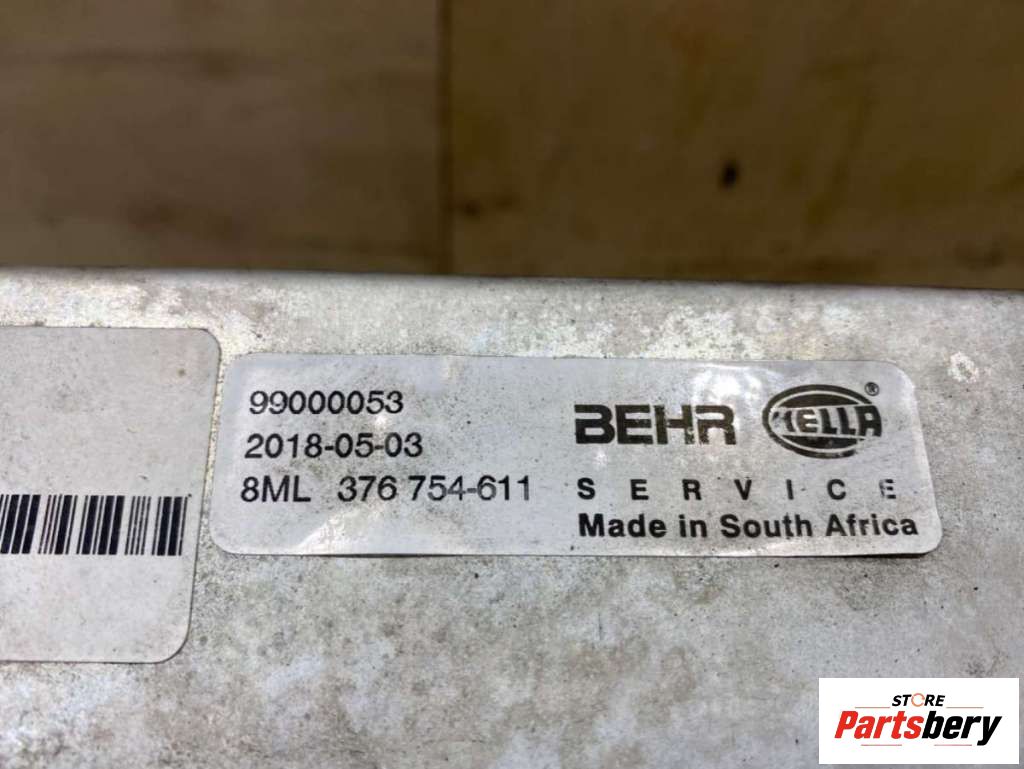 99000053
2018-05-03
8ML 376 754-611
BEHR HELLA®
SERVICE
Made in South Africa
STORE
Partsbery